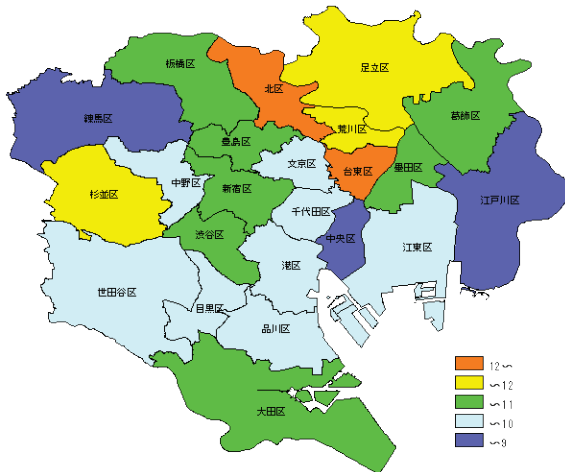 足立区
板橋区
北区
葛飾区
練馬区
荒川区
豊島区
文京区
台東区
墨田区
中野区
新宿区
杉並区
千代田区
江戸川区
渋谷区
中央区
江東区
港区
世田谷区
目黒区
品川区
大田区
12~
~12
~11
~10
~9